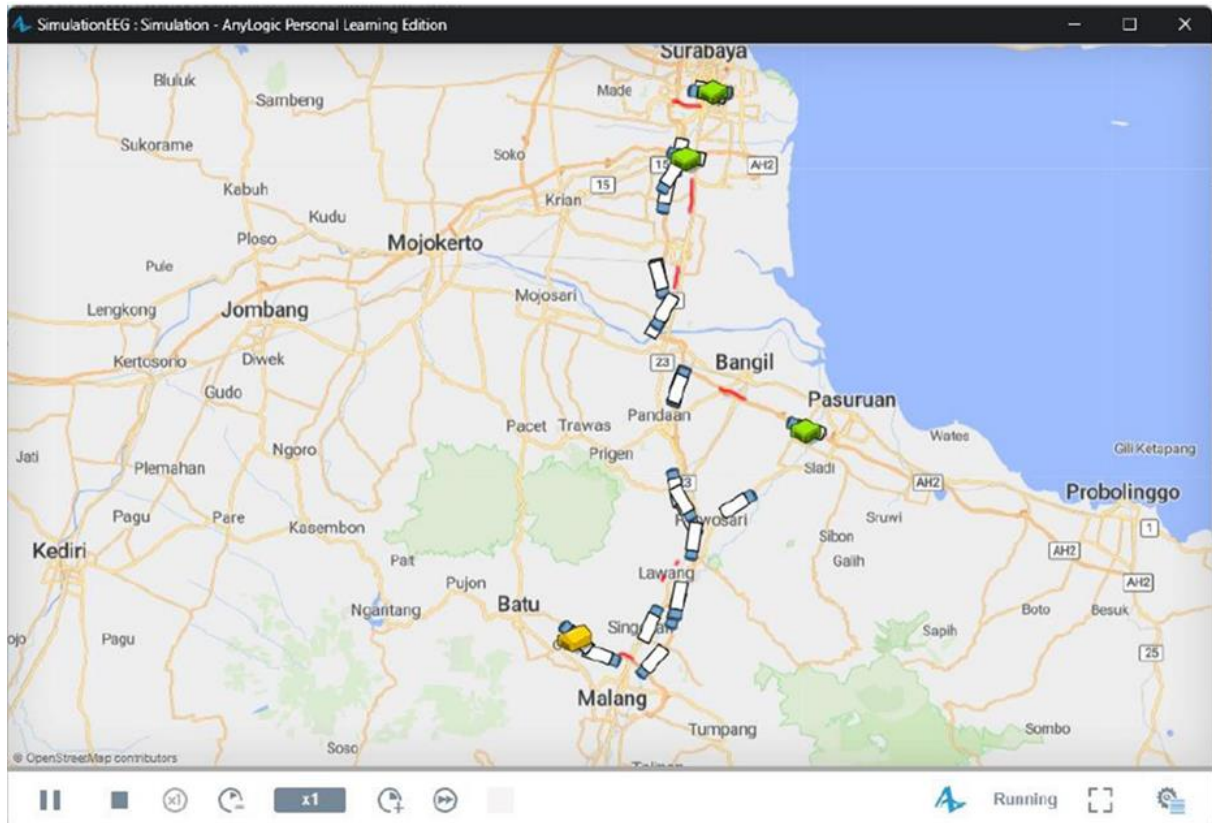 SimulationEEG : Simulation - AnyLogic Personal Learning Edition
Surabaya
Bluluk
Made
Sambeng
Sukorame
Soko
15
AH2
Kabuh
15
Krian
Kudu
Ploso
Mojokerto
Pule
Mojosari
Lengkong
Jombang
Kertosono
Diwek
23
Bangil
Gudo
Pasuruan
Pandaan
Pacet
Trawas
Wates
Ngoro
Prigen
Gili Ketapang
Jati
Plemahan
Sladi
AH2
Probolinggo
23
Pagu
Pare
Kasembon
Sruwi
1
Sibon
Kediri
Pait
Galih
AH2
Lawang
Pujon
AH2
Batu
Ngantang
Boto
Besuk
Pagu
Sapih
25
Malang
Tumpang
Sombo
Soso
© OpenStreetMap contributors
x1
x1
Running